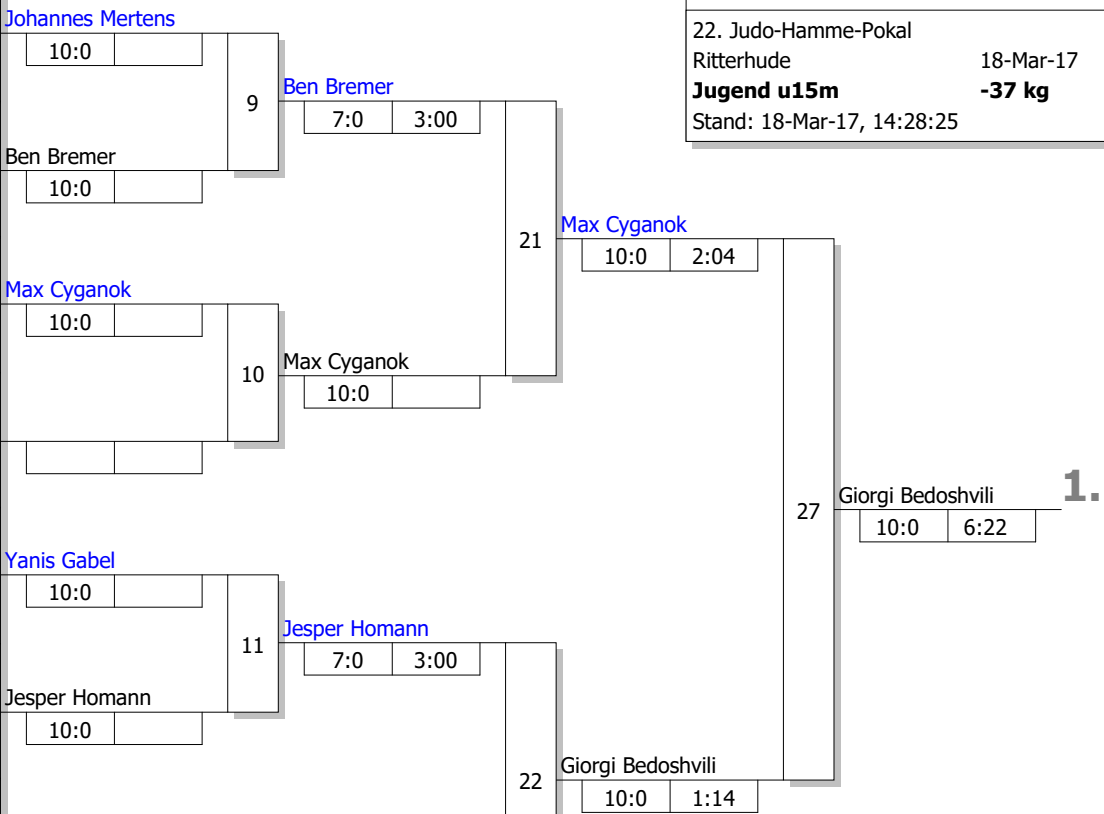 Johannes Mertens
10:0
22. Judo-Hamme-Pokal
Ritterhude 18-Mar-17
Jugend u15m -37 kg
Stand: 18-Mar-17, 14:28:25
9
Ben Bremer
7:0 3:00
Ben Bremer
10:0
21
Max Cyganok
10:0 2:04
Max Cyganok
10:0
10
Max Cyganok
10:0
27
Giorgi Bedoshvili 1.
10:0 6:22
Yanis Gabel
10:0
11
Jesper Homann
7:0 3:00
Jesper Homann
10:0
22
Giorgi Bedoshvili
10:0 1:14